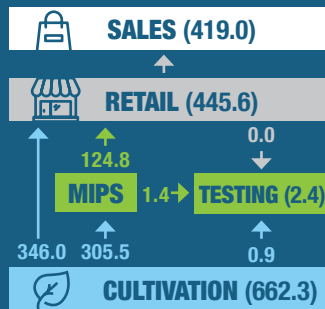 SALES (419.0)
RETAIL (445.6)
0.0
124.8
MIPS 1.4 TESTING (2.4)
346.0 305.5 0.9
CULTIVATION (662.3)